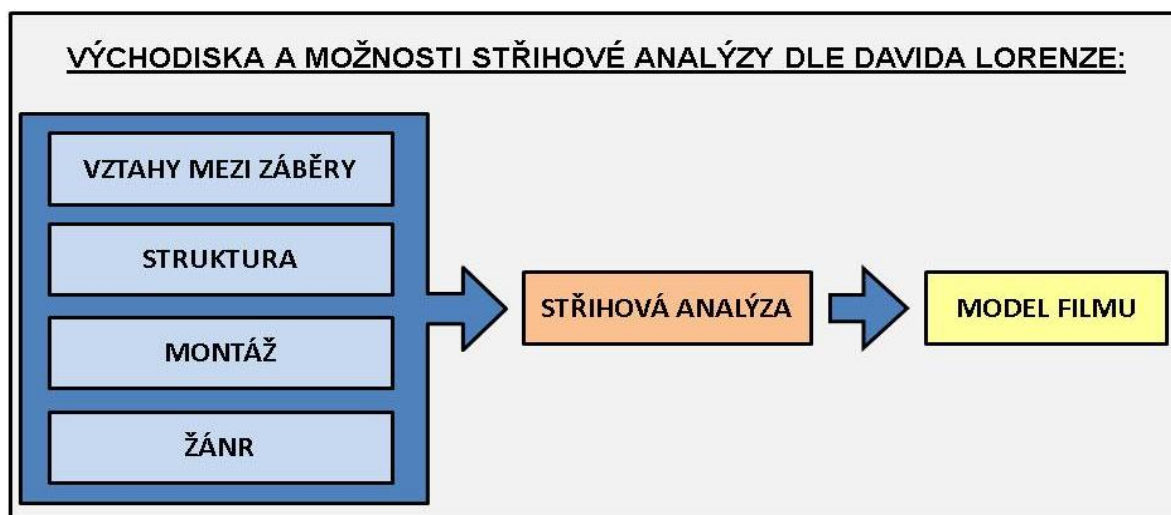 VÝCHODISKA A MOŽNOSTI STŘIHOVÉ ANALÝZY DLE DAVIDA LORENZE:
VZTAHY MEZI ZÁBĚRY
STRUKTURA
MONTÁŽ
ŽÁNR
STŘIHOVÁ ANALÝZA
MODEL FILMU